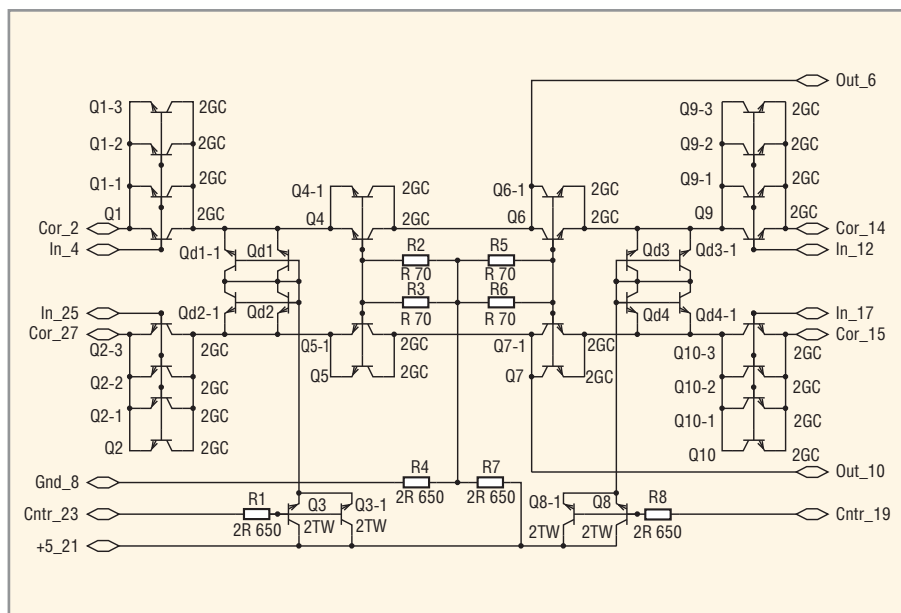 Out_6
Q1-3 2GC Q9-3 2GC
Q1-2 2GC Q9-2 2GC
Q1-1 2GC Q4-1 2GC Q6-1 2GC Q9-1 2GC
Q1 2GC Q4 2GC Q6 2GC Q9 2GC
Cor_2 Cor_14
In_4 Qd1-1 Qd1 R2 R5 Qd3 Qd3-1 In_12
R 70 R 70
In_25 Qd2-1 Qd2 R3 R6 Qd4 Qd4-1 In_17
R 70 R 70
Cor_27 Cor_15
Q2-3 2GC Q5-1 2GC Q7-1 2GC Q10-3 2GC
Q2-2 2GC Q5 Q7 Q10-2 2GC
Q2-1 2GC Q10-1 2GC
Q2 2GC Q10 2GC
Gnd_8 R4 R7 Out_10
2R 650 2R 650
Cntr_23 R1 Q3 Q3-1 Q8-1 Q8 R8 Cntr_19
2R 650 2TW 2TW 2TW 2TW 2R 650
+5_21